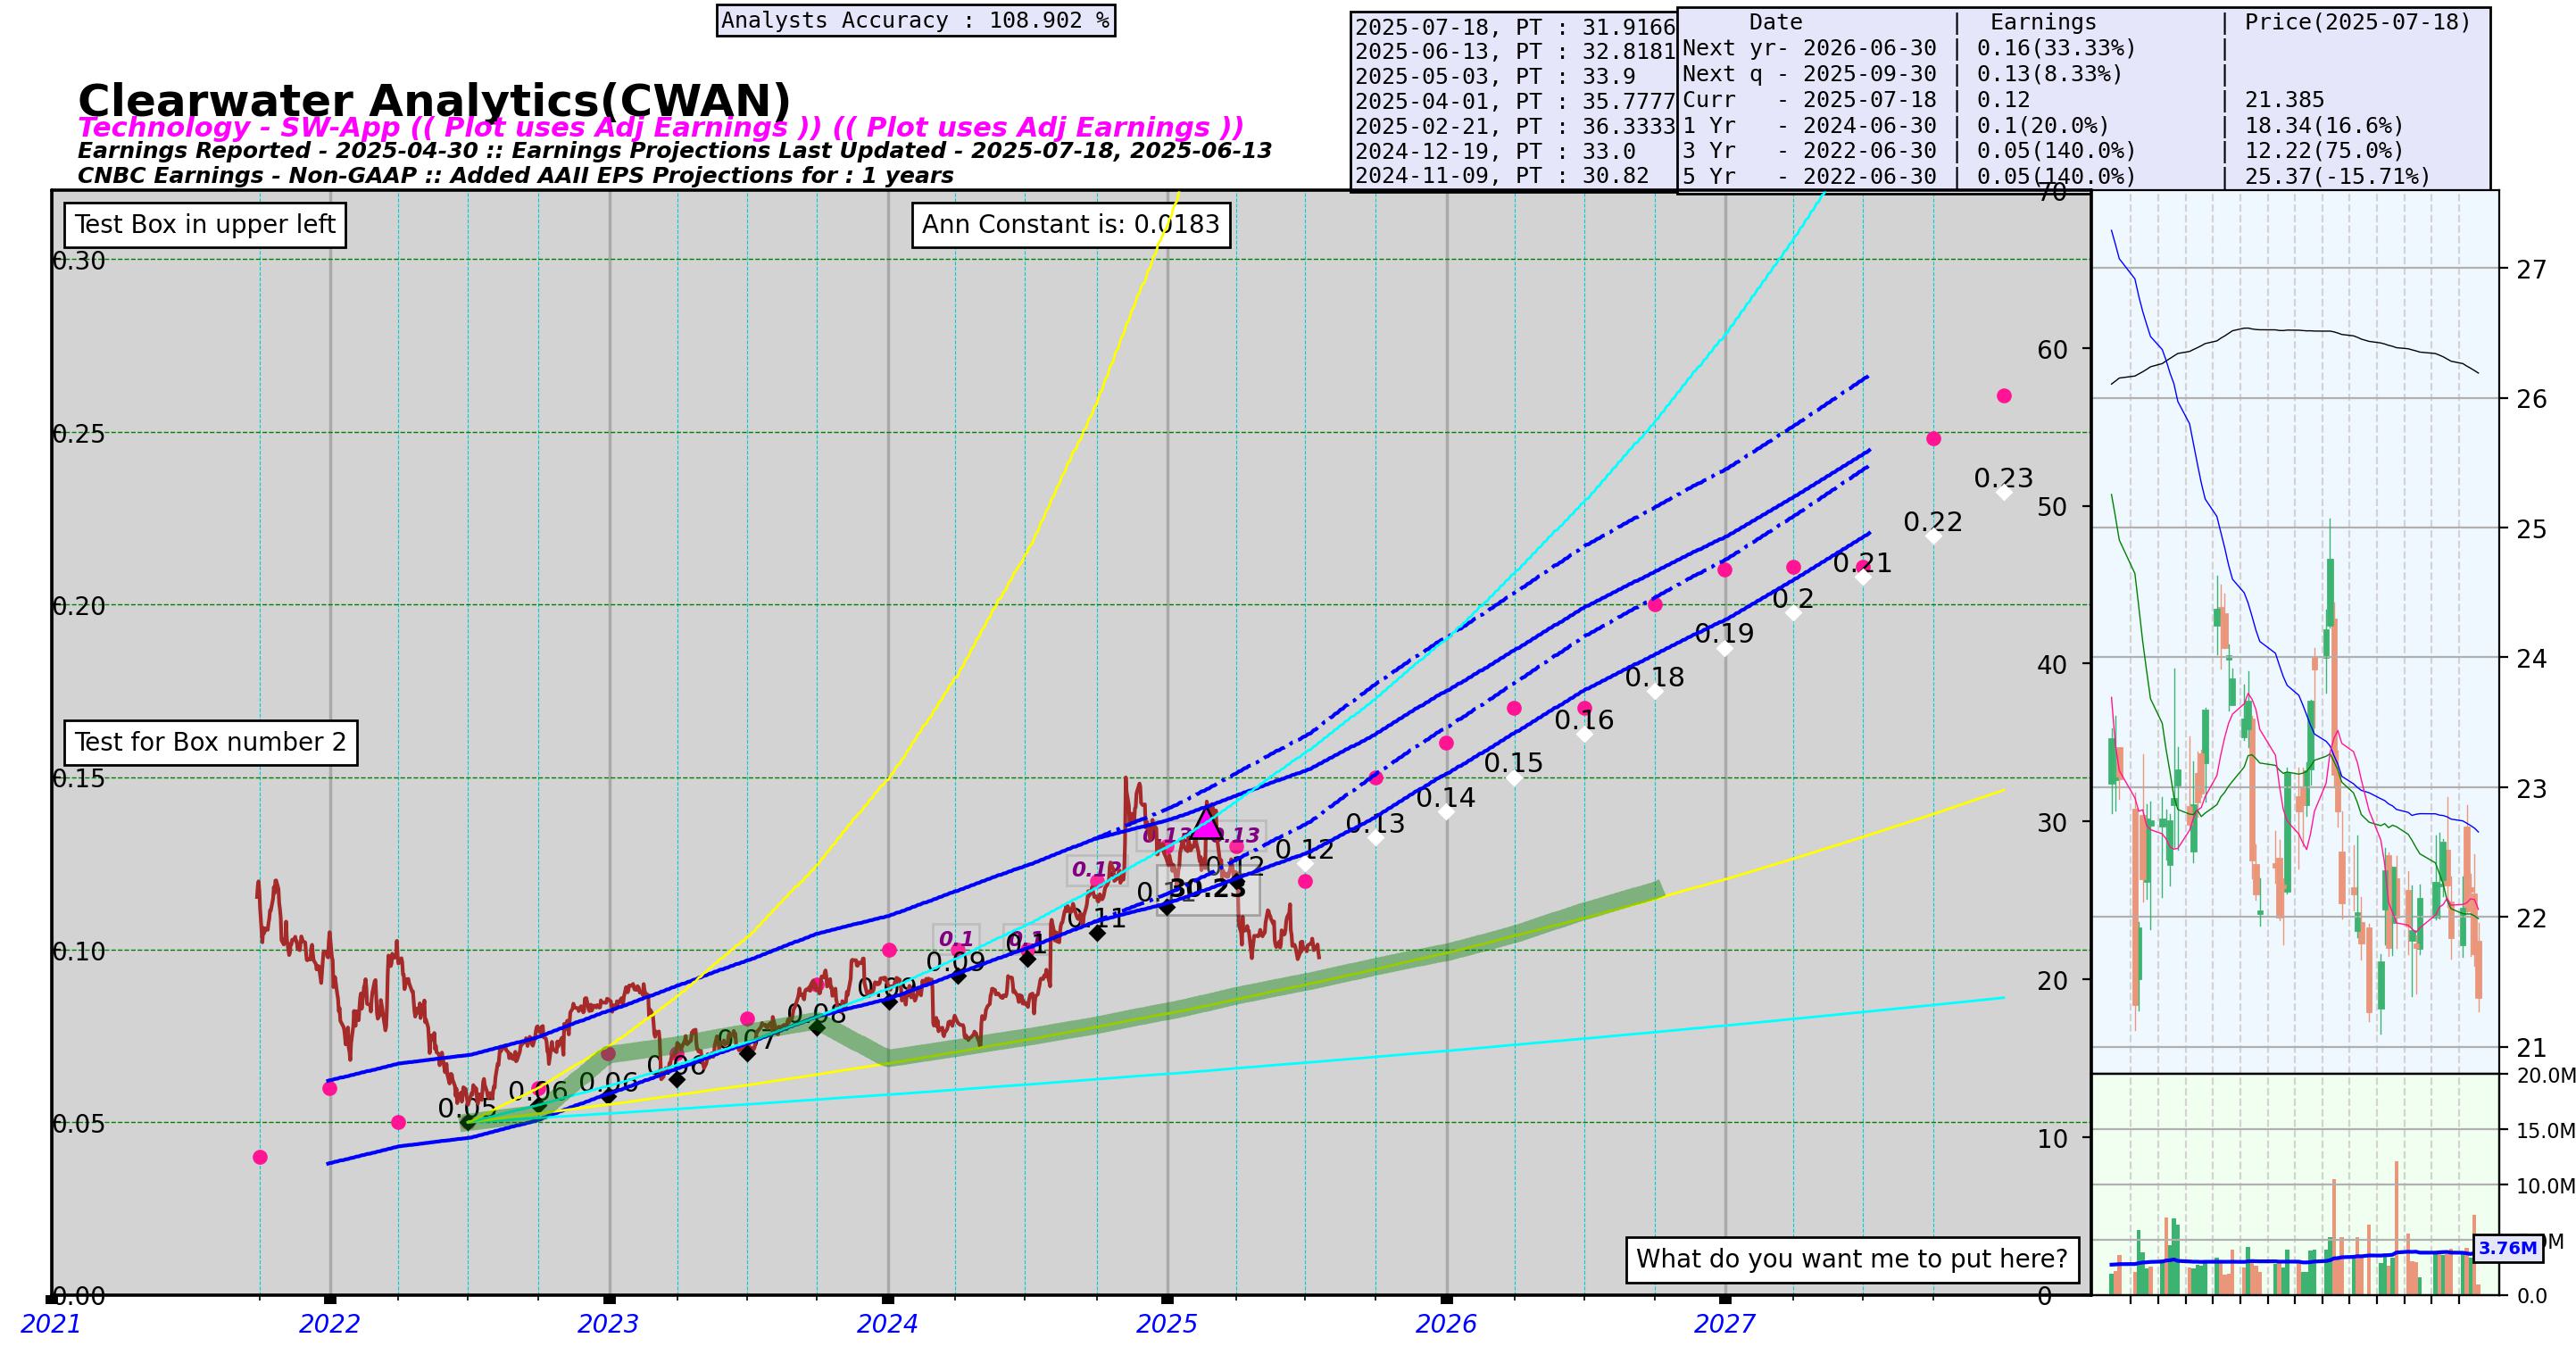 Analysts Accuracy : 108.902 %
2025-07-18, PT : 31.9166
2025-06-13, PT : 32.8181
2025-05-03, PT : 33.9
2025-04-01, PT : 35.7777
2025-02-21, PT : 36.3333
2024-12-19, PT : 33.0
2024-11-09, PT : 30.82
Date | Earnings | Price(2025-07-18)
Next yr- 2026-06-30 | 0.16(33.33%) |
Next q - 2025-09-30 | 0.13(8.33%) |
Curr - 2025-07-18 | 0.12 | 21.385
1 Yr - 2024-06-30 | 0.1(20.0%) | 18.34(16.6%)
3 Yr - 2022-06-30 | 0.05(140.0%) | 12.22(75.0%)
5 Yr - 2022-06-30 | 0.05(140.0%) | 25.37(-15.71%)
Clearwater Analytics(CWAN)
Technology - SW-App (( Plot uses Adj Earnings )) (( Plot uses Adj Earnings ))
Earnings Reported - 2025-04-30 :: Earnings Projections Last Updated - 2025-07-18, 2025-06-13
CNBC Earnings - Non-GAAP :: Added AAII EPS Projections for : 1 years
Test Box in upper left
Ann Constant is: 0.0183
Test for Box number 2
What do you want me to put here?
0.30
0.25
0.20
0.15
0.10
0.05
0.00
0.05
0.06
0.06
0.06
0.07
0.08
0.09
0.09
0.1
0.11
0.12
0.12
0.13
0.14
0.15
0.16
0.18
0.19
0.2
0.21
0.22
0.23
0.1
0.1
0.12
0.13
0.13
30.23
70
60
50
40
30
20
10
0
27
26
25
24
23
22
21
20.0M
15.0M
10.0M
3.76M
0.0
2021
2022
2023
2024
2025
2026
2027